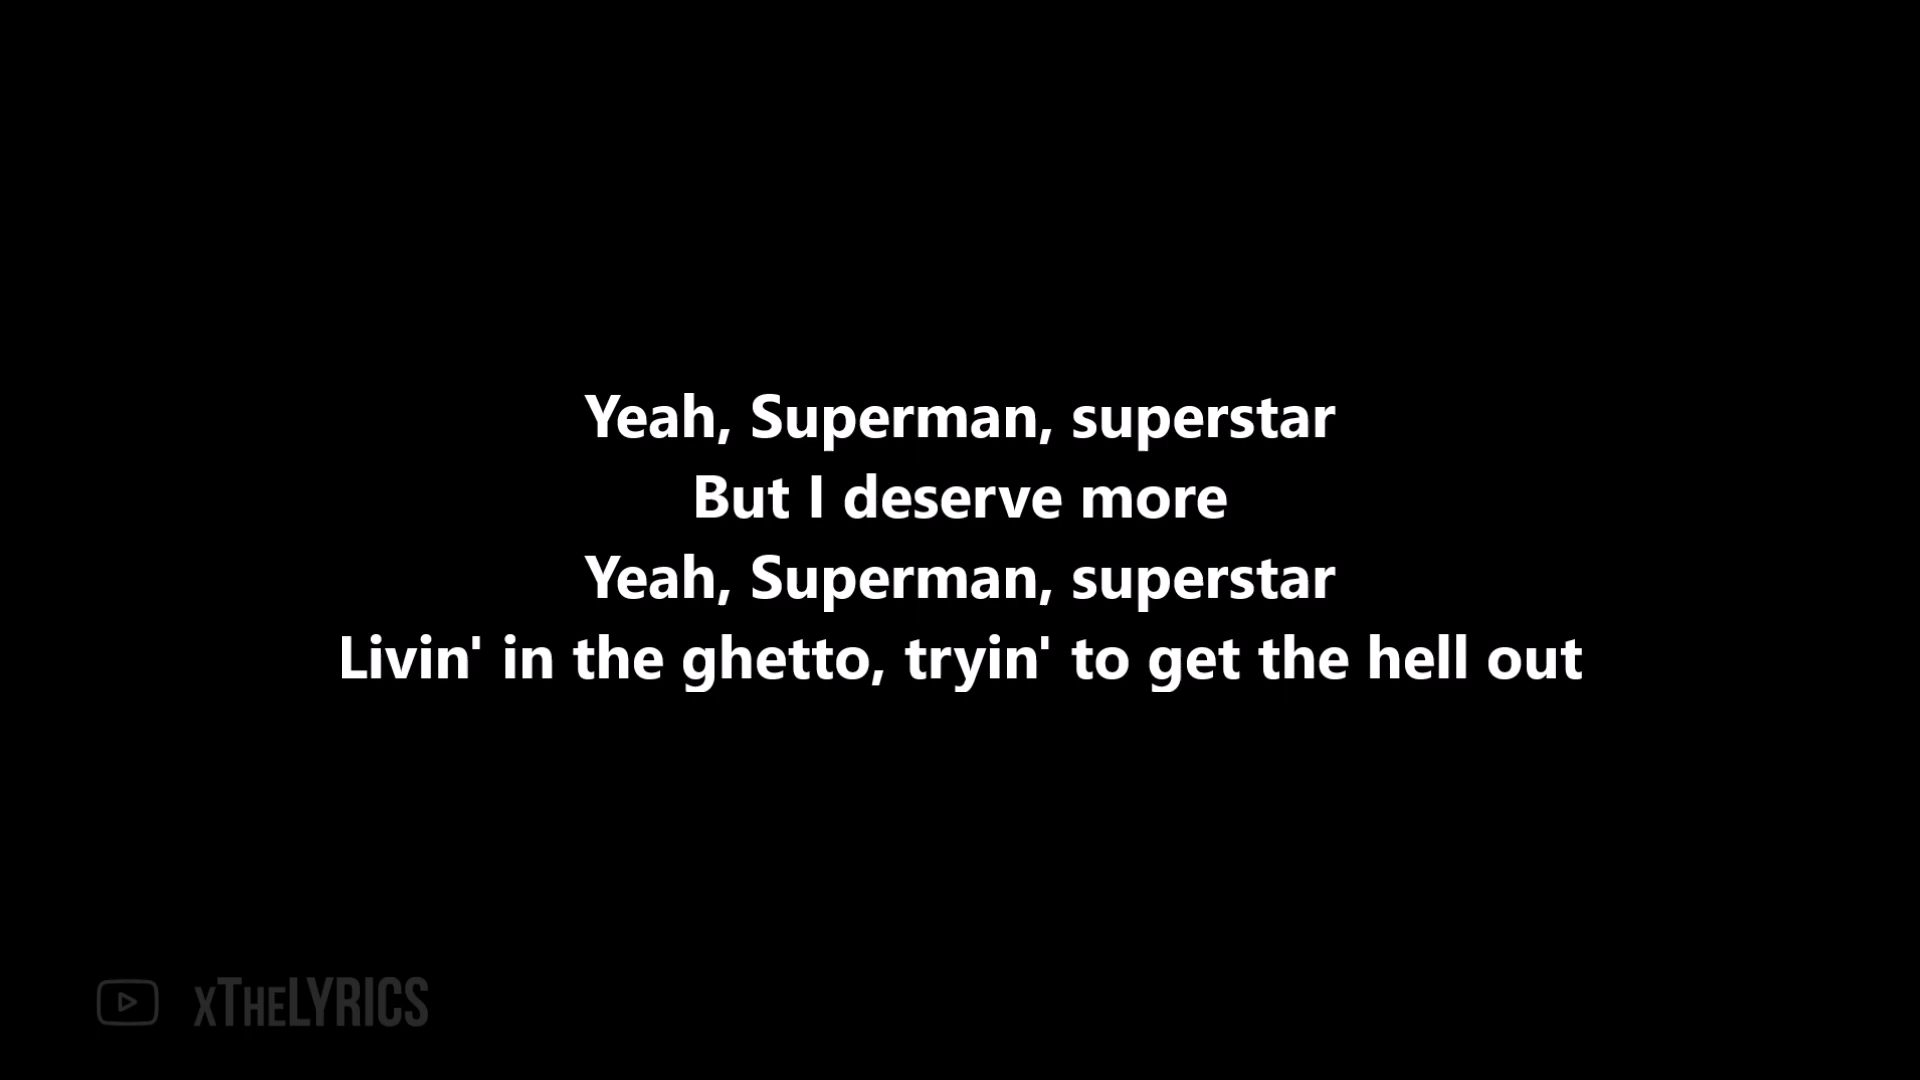 Yeah, Superman, superstar
But I deserve more
Yeah, Superman, superstar
Livin' in the ghetto, tryin' to get the hell out
xTheLYRICS